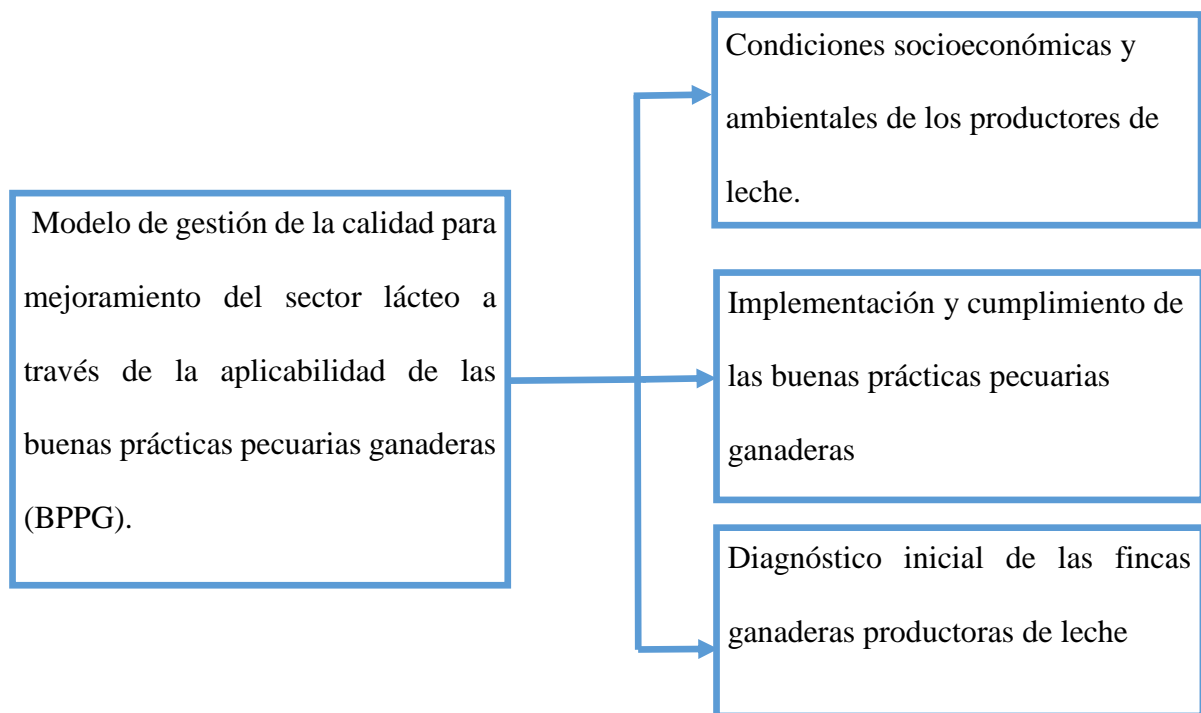 Modelo de gestión de la calidad para
mejoramiento del sector lácteo a
través de la aplicabilidad de las
buenas prácticas pecuarias ganaderas
(BPPG).
Condiciones socioeconómicas y
ambientales de los productores de
leche.
Implementación y cumplimiento de
las buenas prácticas pecuarias
ganaderas
Diagnóstico inicial de las fincas
ganaderas productoras de leche